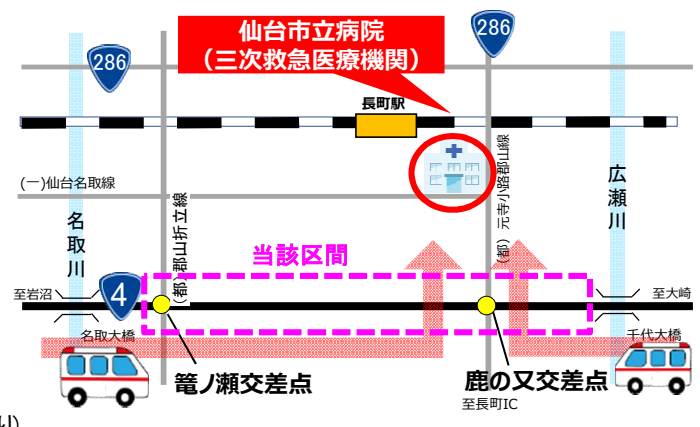 仙台市立病院
（三次救急医療機関）
286
286
長町駅
(一)仙台名取線
名取川
(都)郡山折立線
(都)元寺小路郡山線
広瀬川
当該区間
至岩沼
4
至大崎
名取大橋
千代大橋
篭ノ瀬交差点
鹿の又交差点
至長町IC
り)